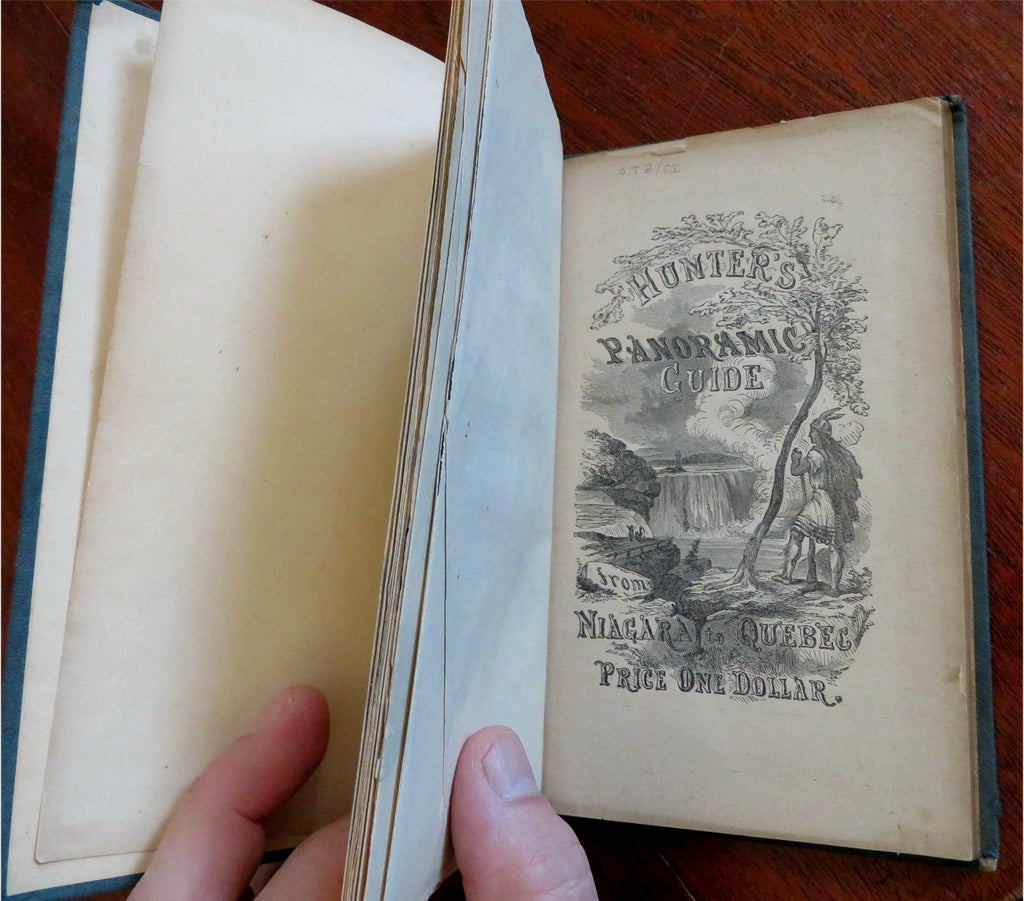 HUNTER'S
PANORAMIC
GUIDE
from
NIAGARA to QUEBEC
PRICE ONE DOLLAR.